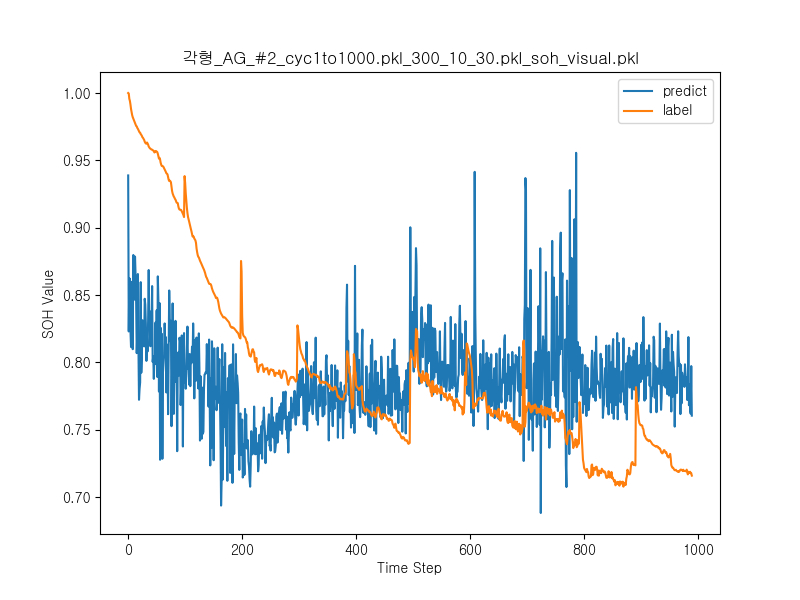 각형_AG_#2_cyc1to1000.pkl_300_10_30.pkl_soh_visual.pkl
predict
label
SOH Value
1.00
0.95
0.90
0.85
0.80
0.75
0.70
0
200
400
600
800
1000
Time Step